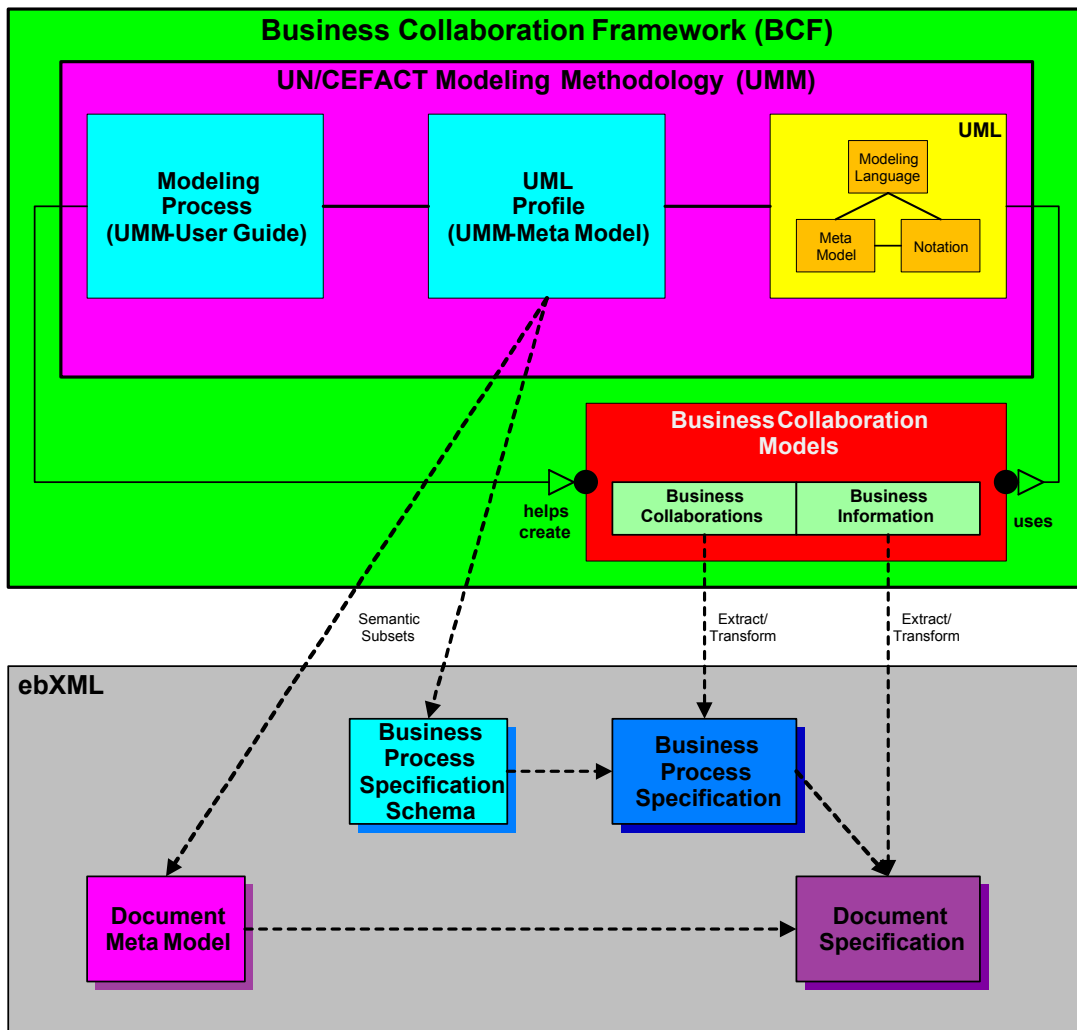 Business Collaboration Framework (BCF)
UN/CEFACT Modeling Methodology (UMM)
Modeling
Process
(UMM-User Guide)
UML
Profile
(UMM-Meta Model)
UML
Modeling
Language
Meta
Model
Notation
Business Collaboration
Models
Business
Collaborations
Business
Information
helps
create
uses
Semantic
Subsets
Extract/
Transform
Extract/
Transform
ebXML
Business
Process
Specification
Schema
Business
Process
Specification
Document
Meta Model
Document
Specification